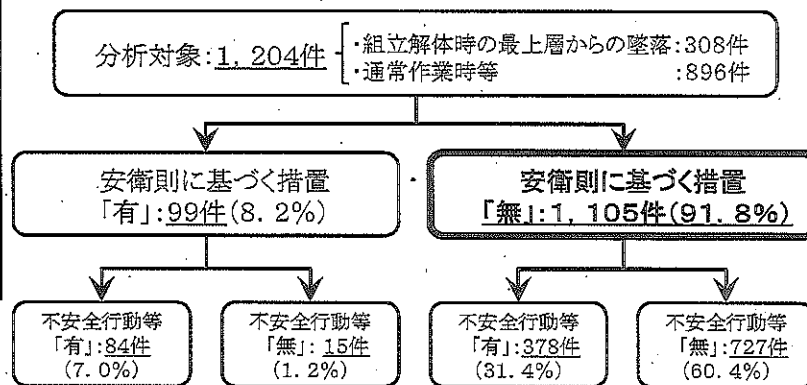 分析対象:1, 204件
・組立解体時の最上層からの墜落:308件
・通常作業時等 :896件
安衛則に基づく措置
「有」:99件(8. 2%)
安衛則に基づく措置
「無」:1, 105件(91. 8%)
不安全行動等
「有」:84件
(7. 0%)
不安全行動等
「無」: 15件
(1. 2%)
不安全行動等
「有」:378件
(31. 4%)
不安全行動等
「無」:727件
(60. 4%)